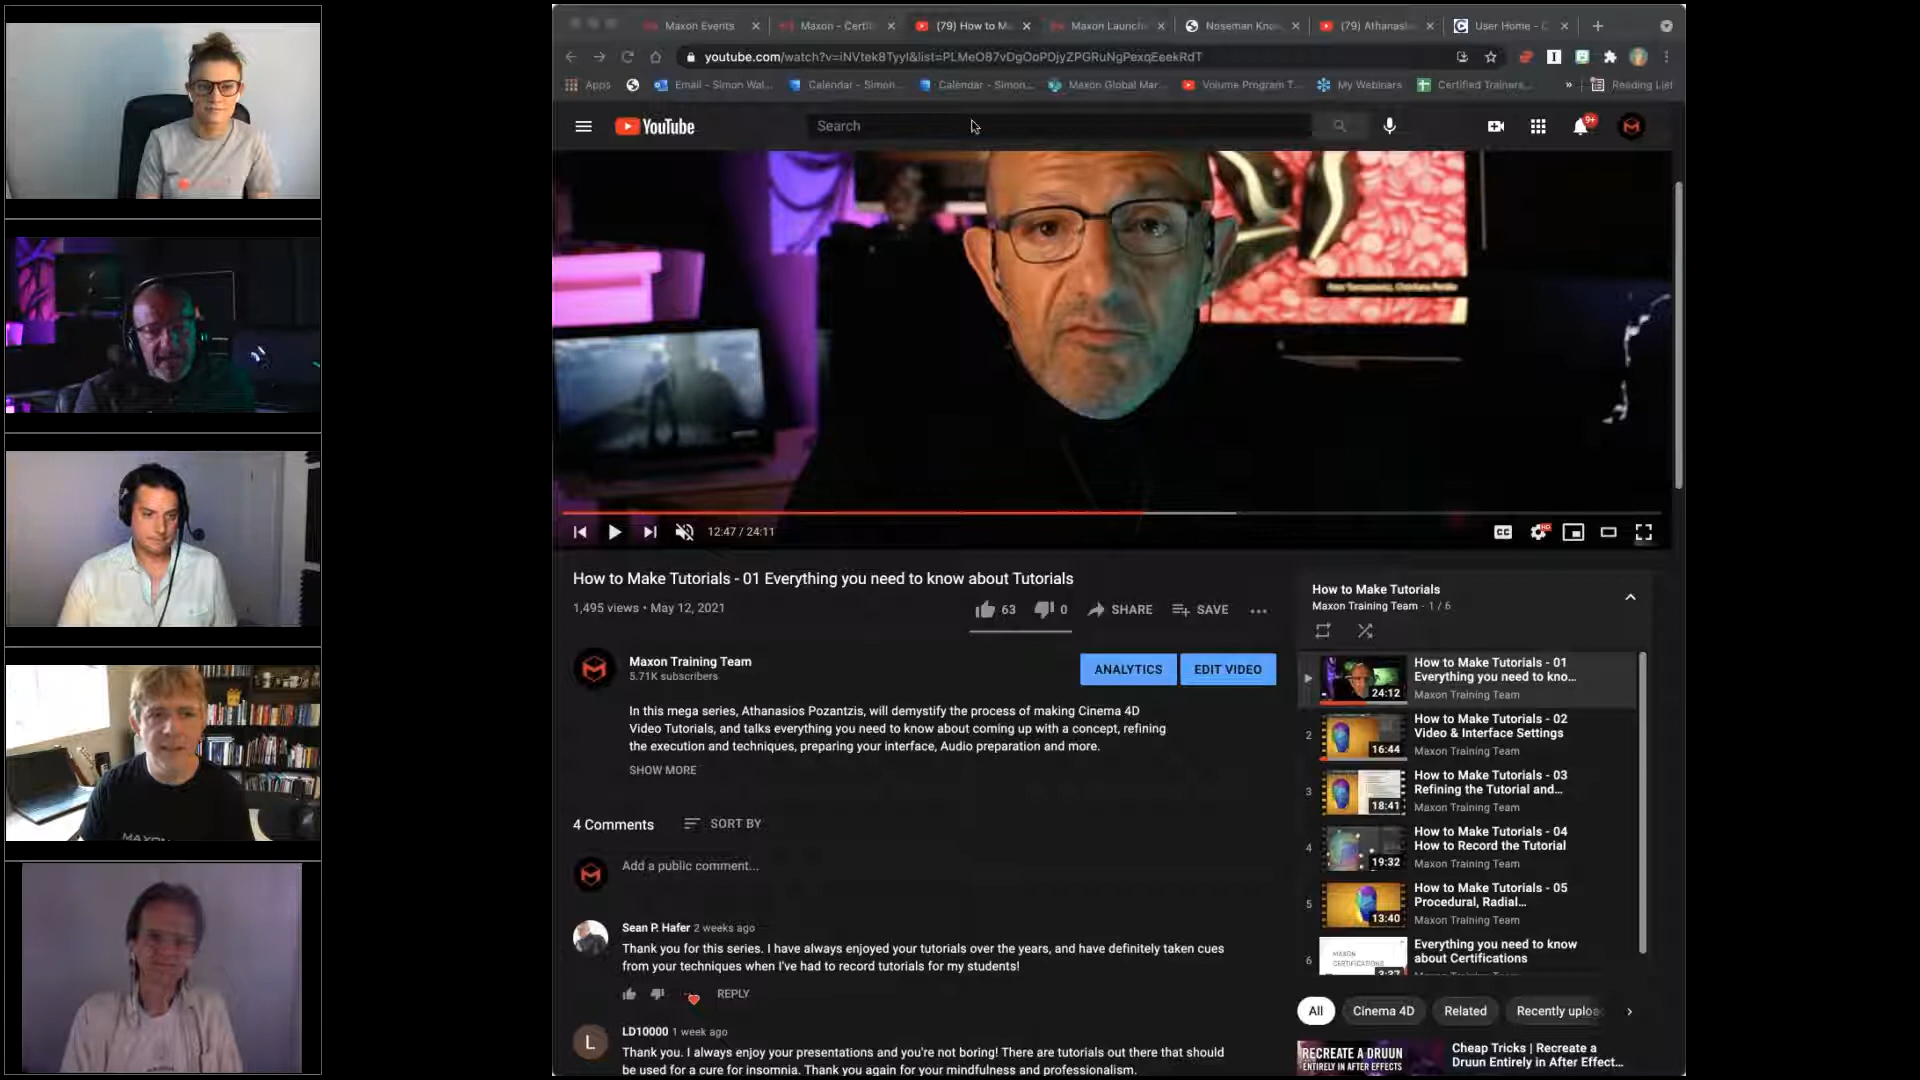 Maxon Events
Maxon - Certi
(79) How to M
Maxon Launch
Noseman Kno
(79) Athanas
User Home - C
youtube.com/watch?v=iNVtek8TyyI&list=PLMeO87vDgOoPDjyZPGRuNgPexqEeekRdT
Apps
Email - Simon Wal...
Calendar - Simon...
Calendar - Simon...
Maxon Global Mar...
Volume Program T...
My Webinars
Certified Trainers...
»
Reading List
YouTube
Search
9+
12:47 / 24:11
CC
HD
How to Make Tutorials - 01 Everything you need to know about Tutorials
1,495 views • May 12, 2021
63
0
SHARE
SAVE
Maxon Training Team
5.71K subscribers
ANALYTICS
EDIT VIDEO
In this mega series, Athanasios Pozantzis, will demystify the process of making Cinema 4D
Video Tutorials, and talks everything you need to know about coming up with a concept, refining
the execution and techniques, preparing your interface, Audio preparation and more.
SHOW MORE
4 Comments
SORT BY
Add a public comment...
Sean P. Hafer 2 weeks ago
Thank you for this series. I have always enjoyed your tutorials over the years, and have definitely taken cues
from your techniques when I've had to record tutorials for my students!
REPLY
L
LD10000 1 week ago
Thank you. I always enjoy your presentations and you're not boring! There are tutorials out there that should
be used for a cure for insomnia. Thank you again for your mindfulness and professionalism.
How to Make Tutorials
Maxon Training Team - 1 / 6
24:12
How to Make Tutorials - 01
Everything you need to kno...
Maxon Training Team
2
16:44
How to Make Tutorials - 02
Video & Interface Settings
Maxon Training Team
3
18:41
How to Make Tutorials - 03
Refining the Tutorial and...
Maxon Training Team
4
19:32
How to Make Tutorials - 04
How to Record the Tutorial
Maxon Training Team
5
13:40
How to Make Tutorials - 05
Procedural, Radial...
Maxon Training Team
6
MAXON
CERTIFICATIONS
3:37
Everything you need to know
about Certifications
All
Cinema 4D
Related
Recently uploa
RECREATE A DRUUN
ENTIRELY IN AFTER EFFECTS
Cheap Tricks | Recreate a
Druun Entirely in After Effect...
MAXON